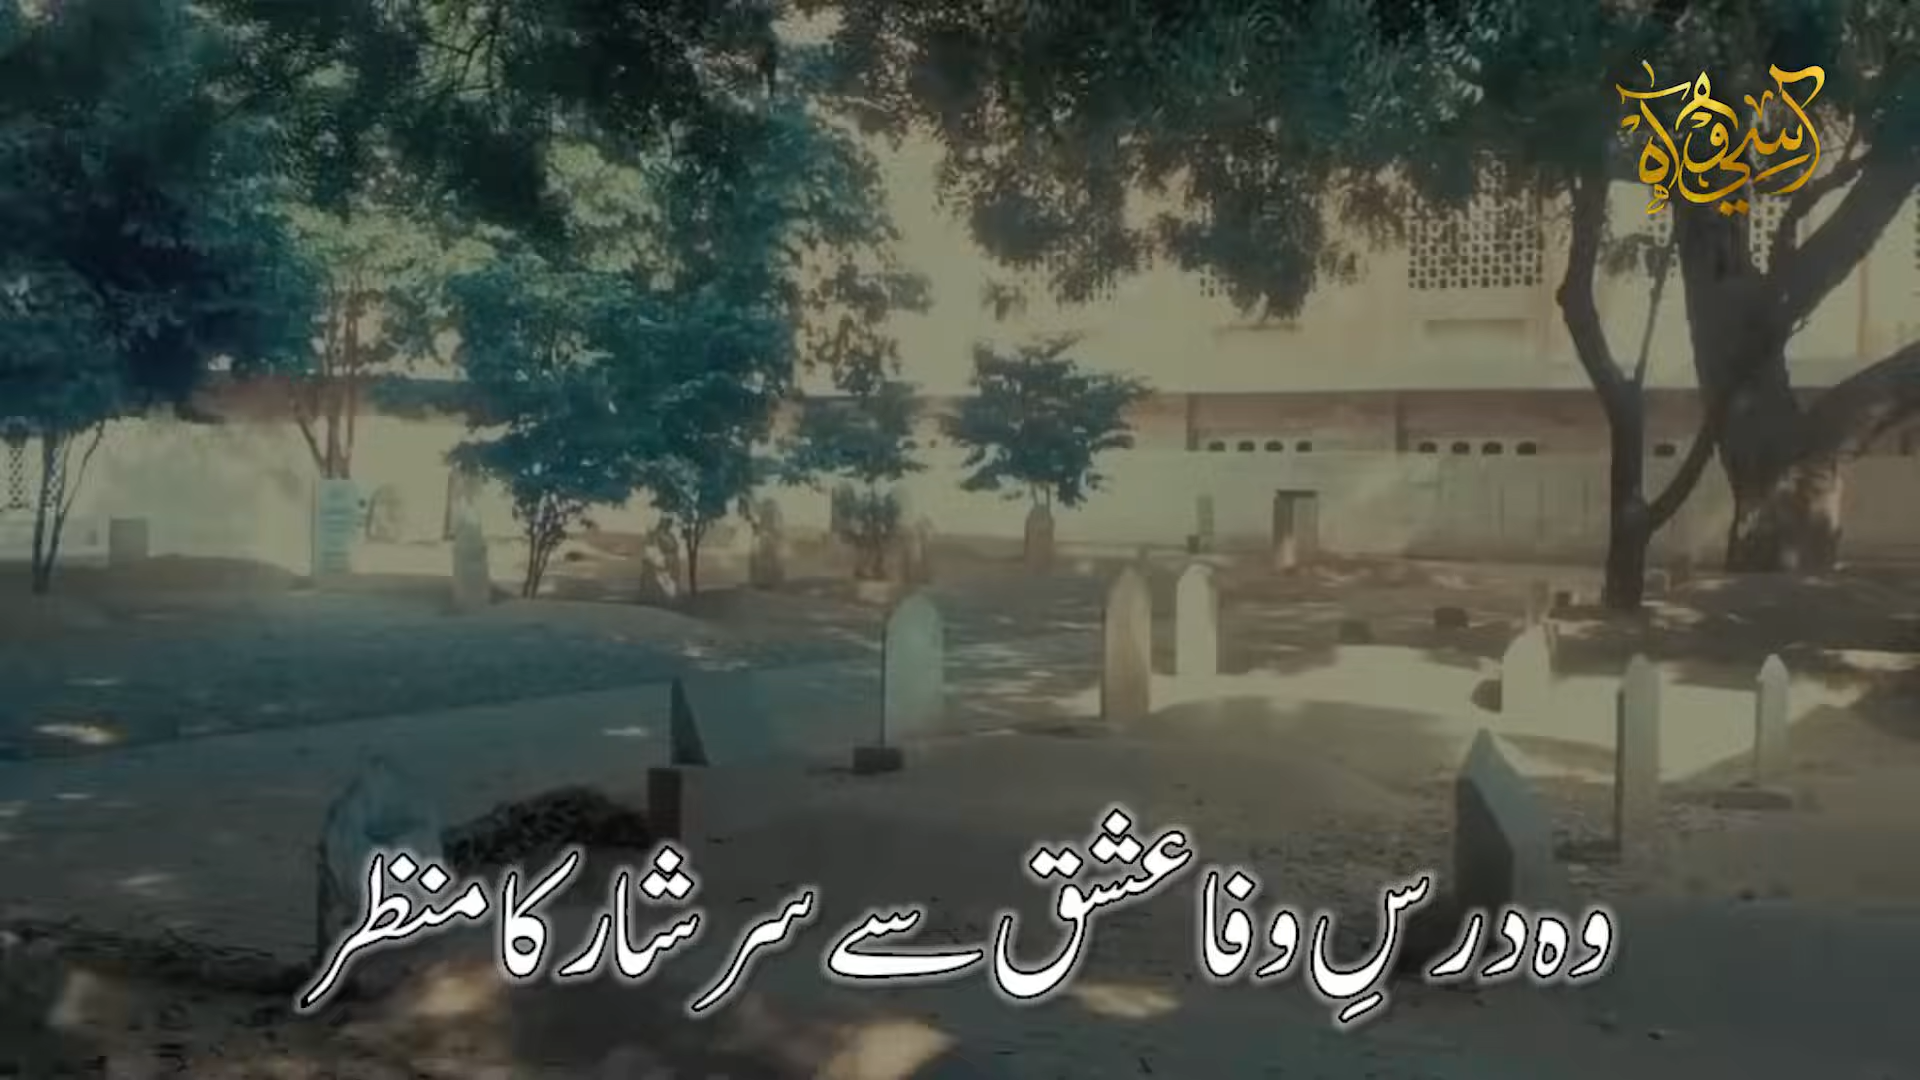 وہ درسِ وفا عشق سے سرشار کا منظر